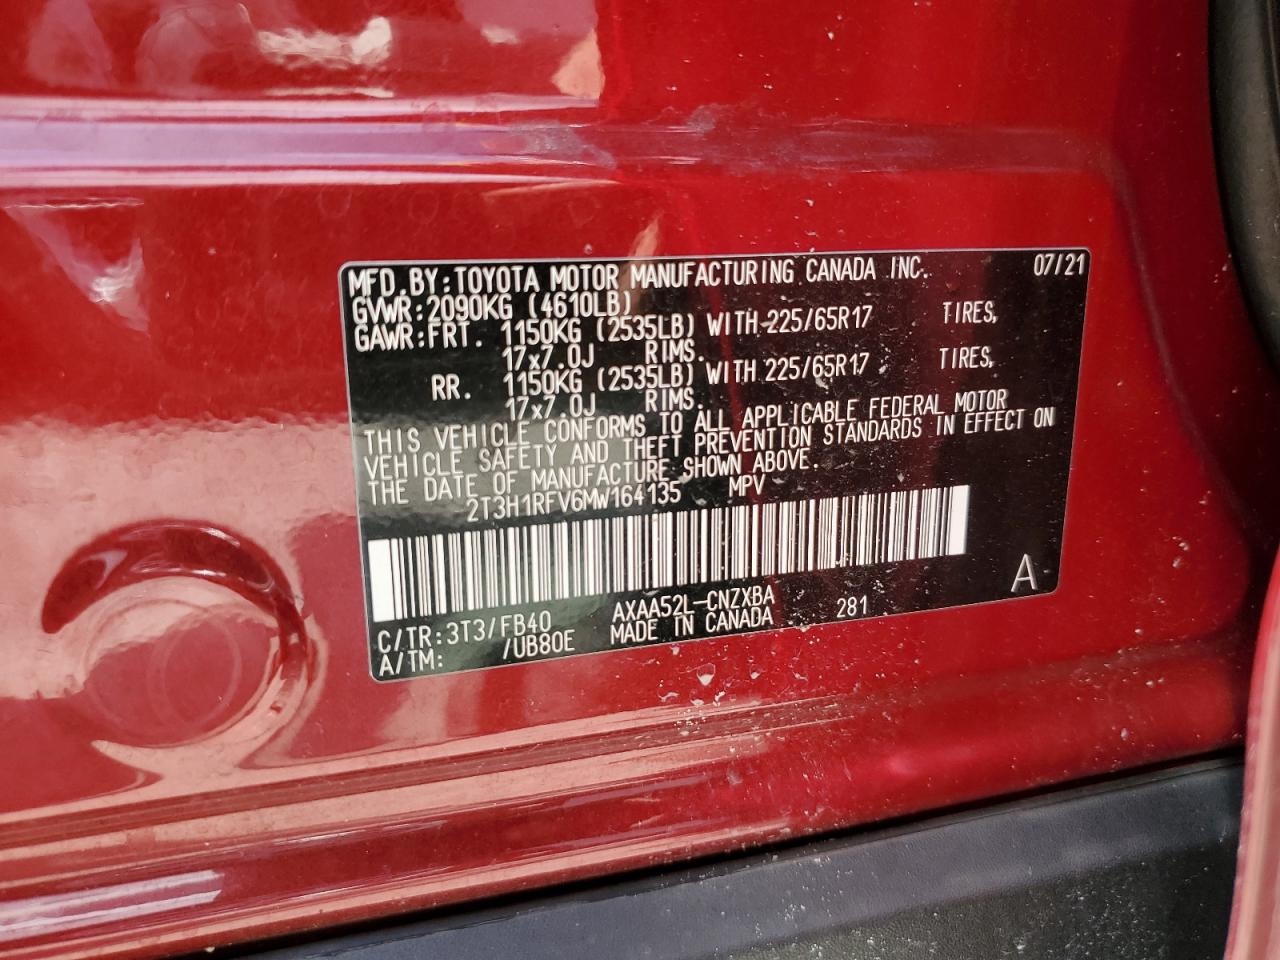 MFD. BY: TOYOTA MOTOR MANUFACTURING CANADA INC. 07/21
GVWR: 2090KG (4610LB)
GAWR: FRT. 1150KG (2535LB) WITH 225/65R17 TIRES,
17x7.0J RIMS.
RR. 1150KG (2535LB) WITH 225/65R17 TIRES,
17x7.0J RIMS.
THIS VEHICLE CONFORMS TO ALL APPLICABLE FEDERAL MOTOR
VEHICLE SAFETY AND THEFT PREVENTION STANDARDS IN EFFECT ON
THE DATE OF MANUFACTURE SHOWN ABOVE.
2T3H1RFV6MW164135 MPV
C/TR: 3T3/FB40 AXAA52L-CNZXBA 281 A
A/TM: /UB80E MADE IN CANADA